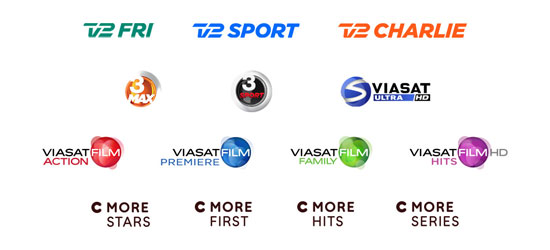 TV2 FRI
TV2 SPORT
TV2 CHARLIE
3
MAX
3
SPORT
S VIASAT
ULTRA HD
VIASAT FILM
ACTION
VIASAT FILM
PREMIERE
VIASAT FILM
FAMILY
VIASAT FILM HD
HITS
C MORE
STARS
C MORE
FIRST
C MORE
HITS
C MORE
SERIES